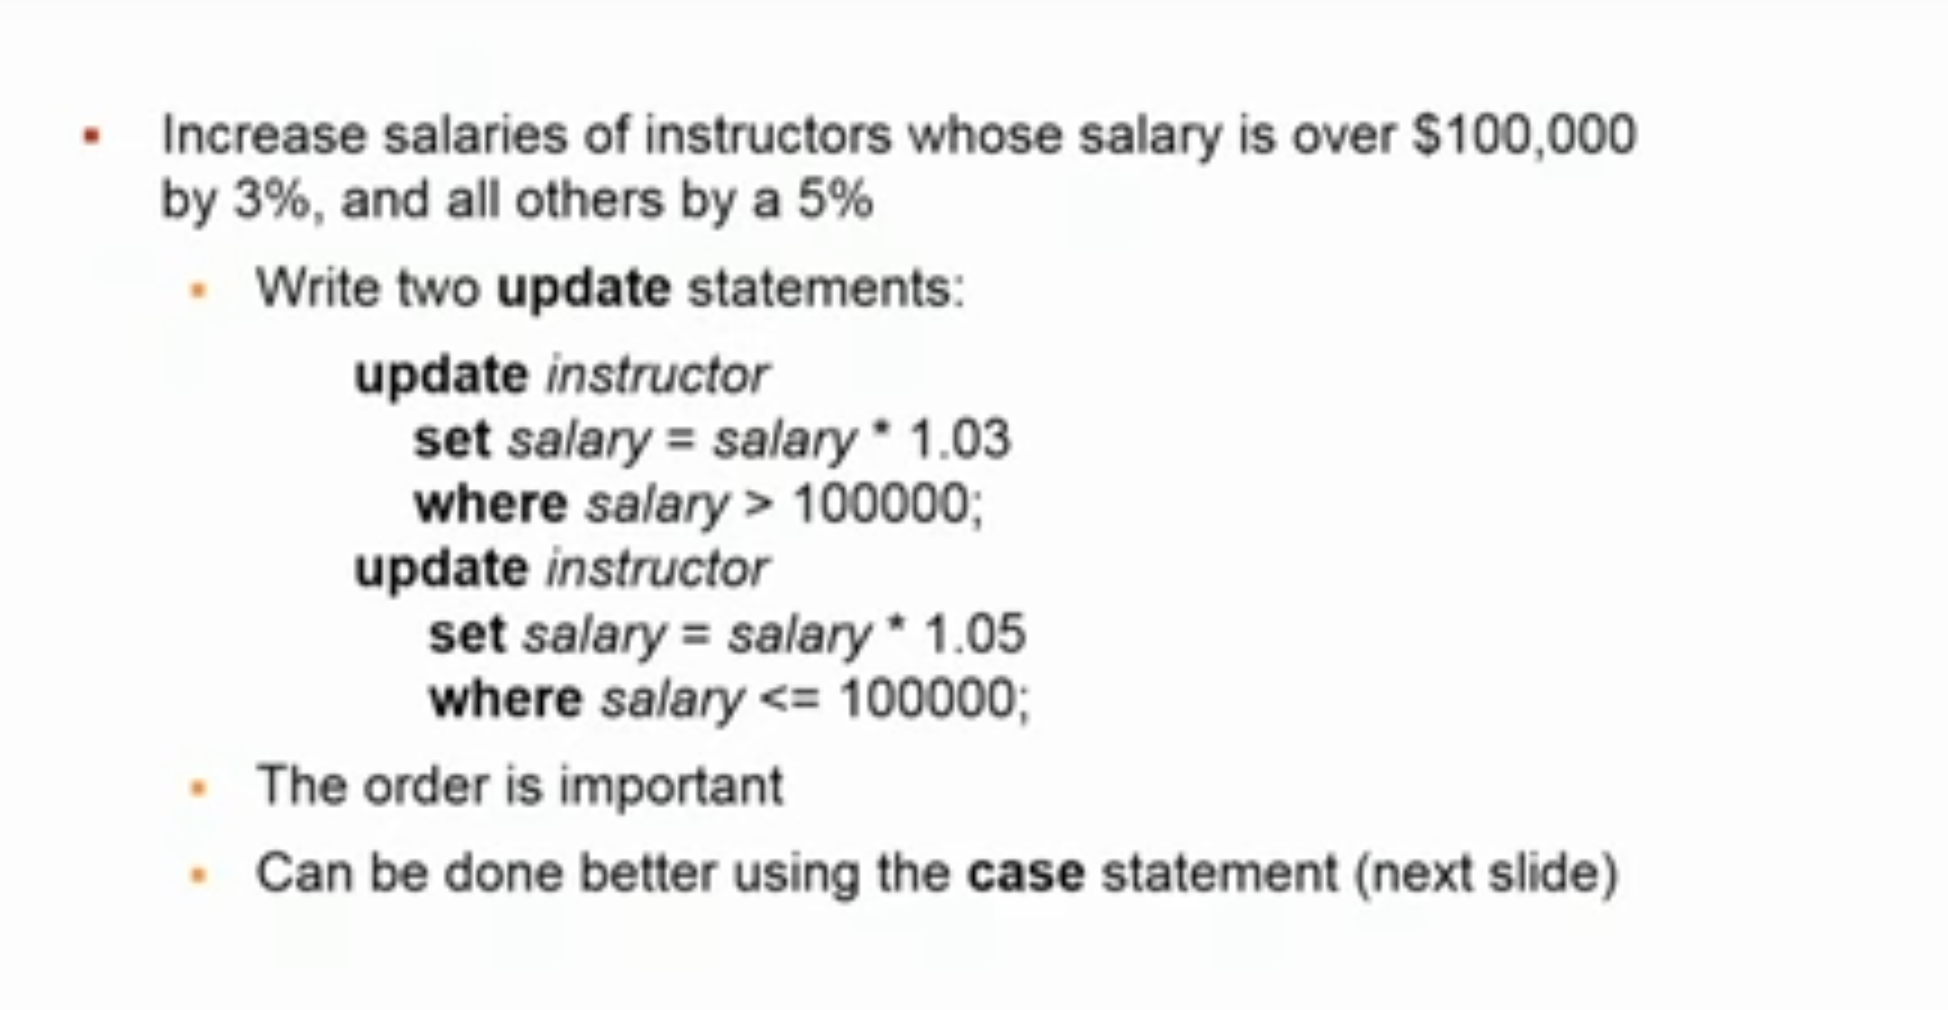 Increase salaries of instructors whose salary is over $100,000
by 3%, and all others by a 5%
Write two update statements:
update instructor
set salary = salary * 1.03
where salary > 100000;
update instructor
set salary = salary * 1.05
where salary <= 100000;
The order is important
Can be done better using the case statement (next slide)